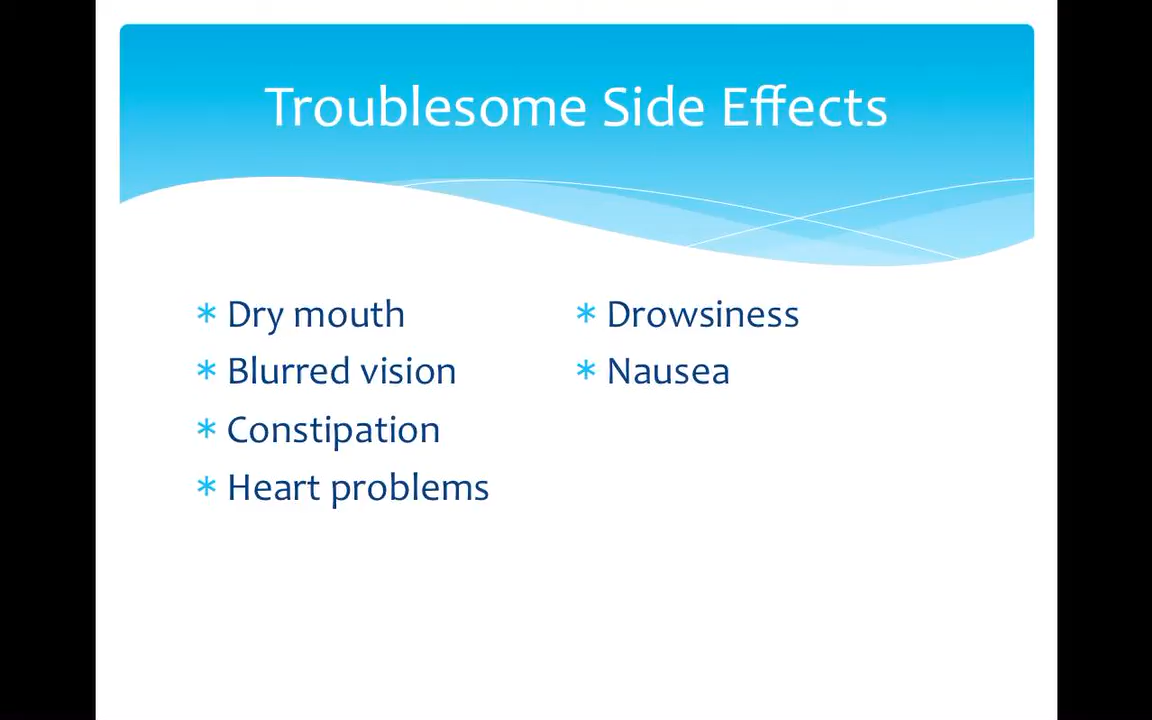 Troublesome Side Effects
* Dry mouth
* Blurred vision
* Constipation
* Heart problems
* Drowsiness
* Nausea